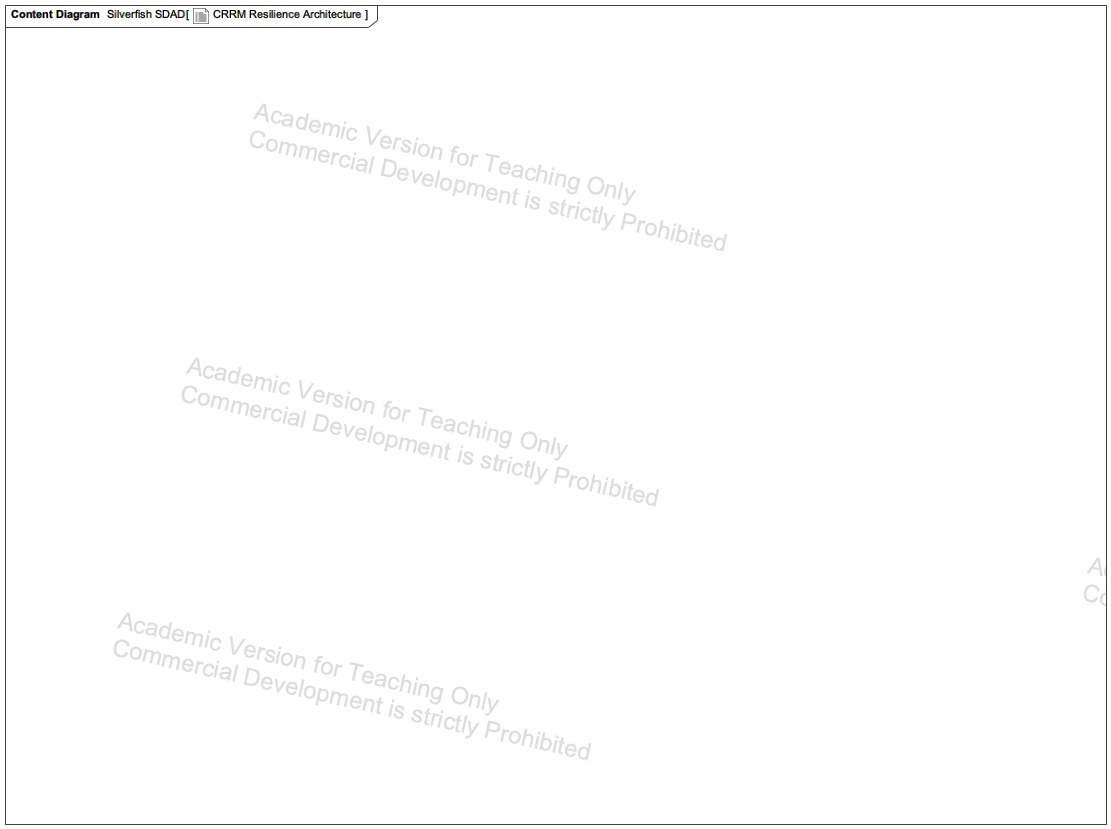 Content Diagram Silverfish SDAD[ CRRM Resilience Architecture ]
Academic Version for Teaching Only
Commercial Development is strictly Prohibited
Academic Version for Teaching Only
Commercial Development is strictly Prohibited
Academic Version for Teaching Only
Commercial Development is strictly Prohibited